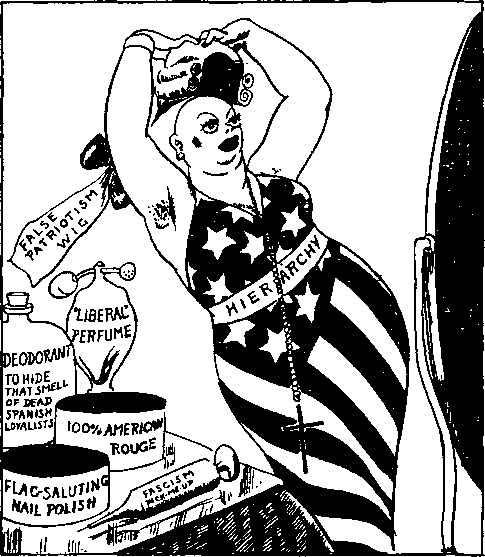 FALSE
PATRIOTISM
WIG
HIERARCHY
"LIBERAL"
PERFUME
DEODORANT
TO HIDE
THAT SMELL
OF DEAD
SPANISH
LOYALISTS
100% AMERICAN
ROUGE
FLAG-SALUTING
NAIL POLISH
FASCISM